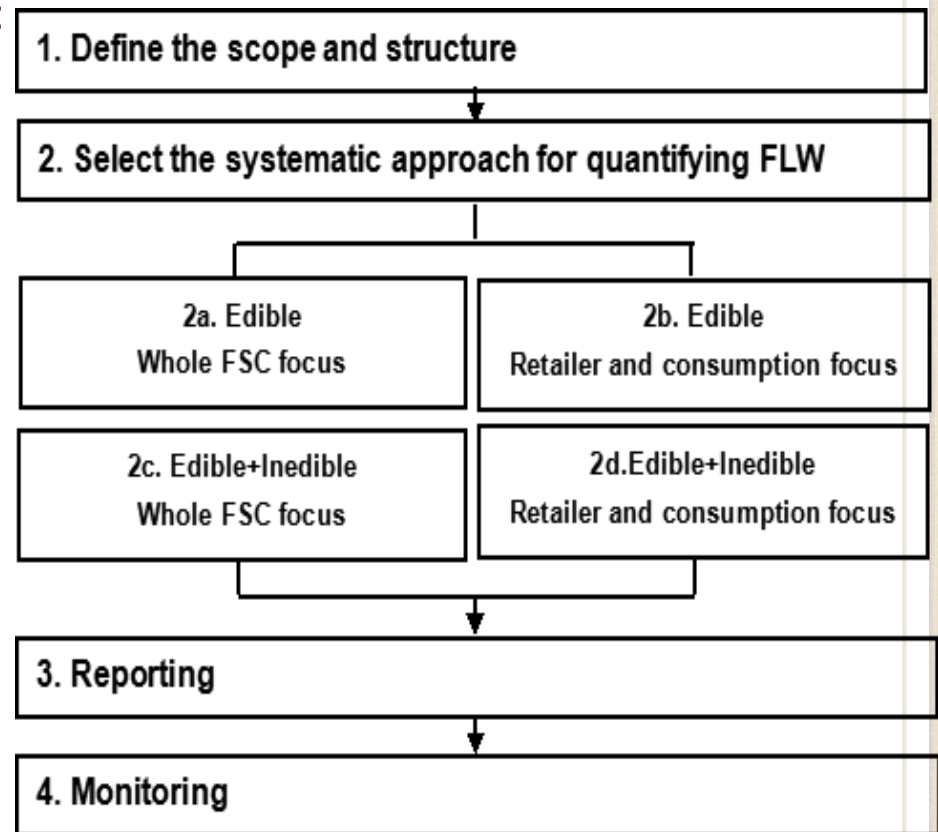 :
1. Define the scope and structure
2. Select the systematic approach for quantifying FLW
2a. Edible
Whole FSC focus
2b. Edible
Retailer and consumption focus
2c. Edible+Inedible
Whole FSC focus
2d.Edible+Inedible
Retailer and consumption focus
3. Reporting
4. Monitoring